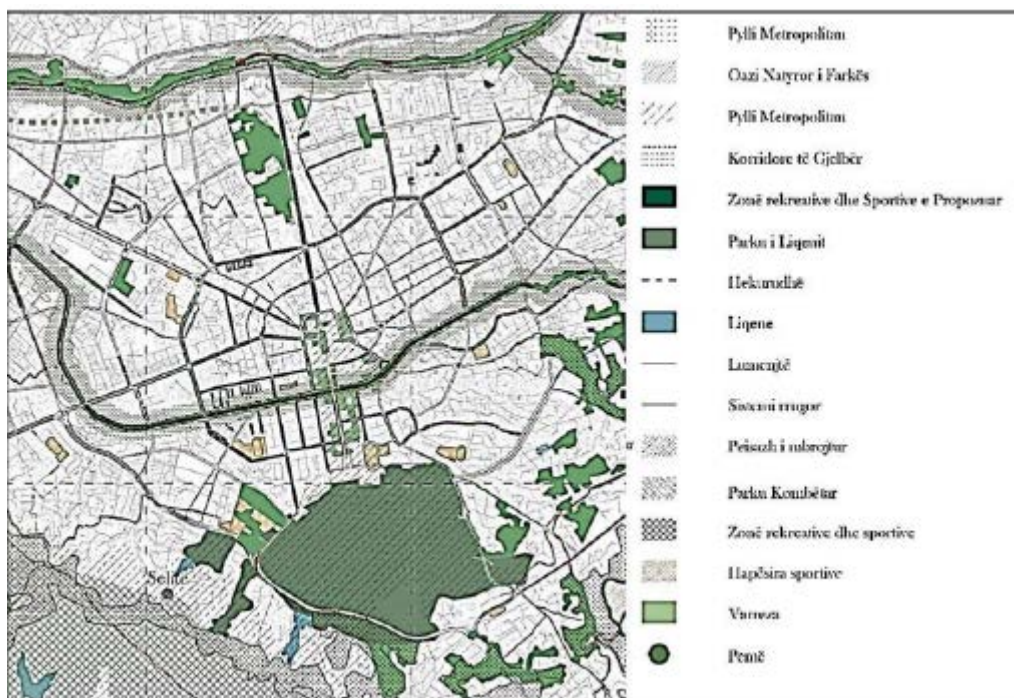 Selitë
Pylli Metropolitan
Oazi Natyror i Farkës
Pylli Metropolitan
Korridore të Gjelbër
Zonë rekreative dhe Sportive e Propozuar
Parku i Liqenit
Hekurudhë
Liqene
Lumenjtë
Sistemi rrugor
Peisazh i mbrojtur
Parku Kombëtar
Zonë rekreative dhe sportive
Hapësira sportive
Varreza
Pemë